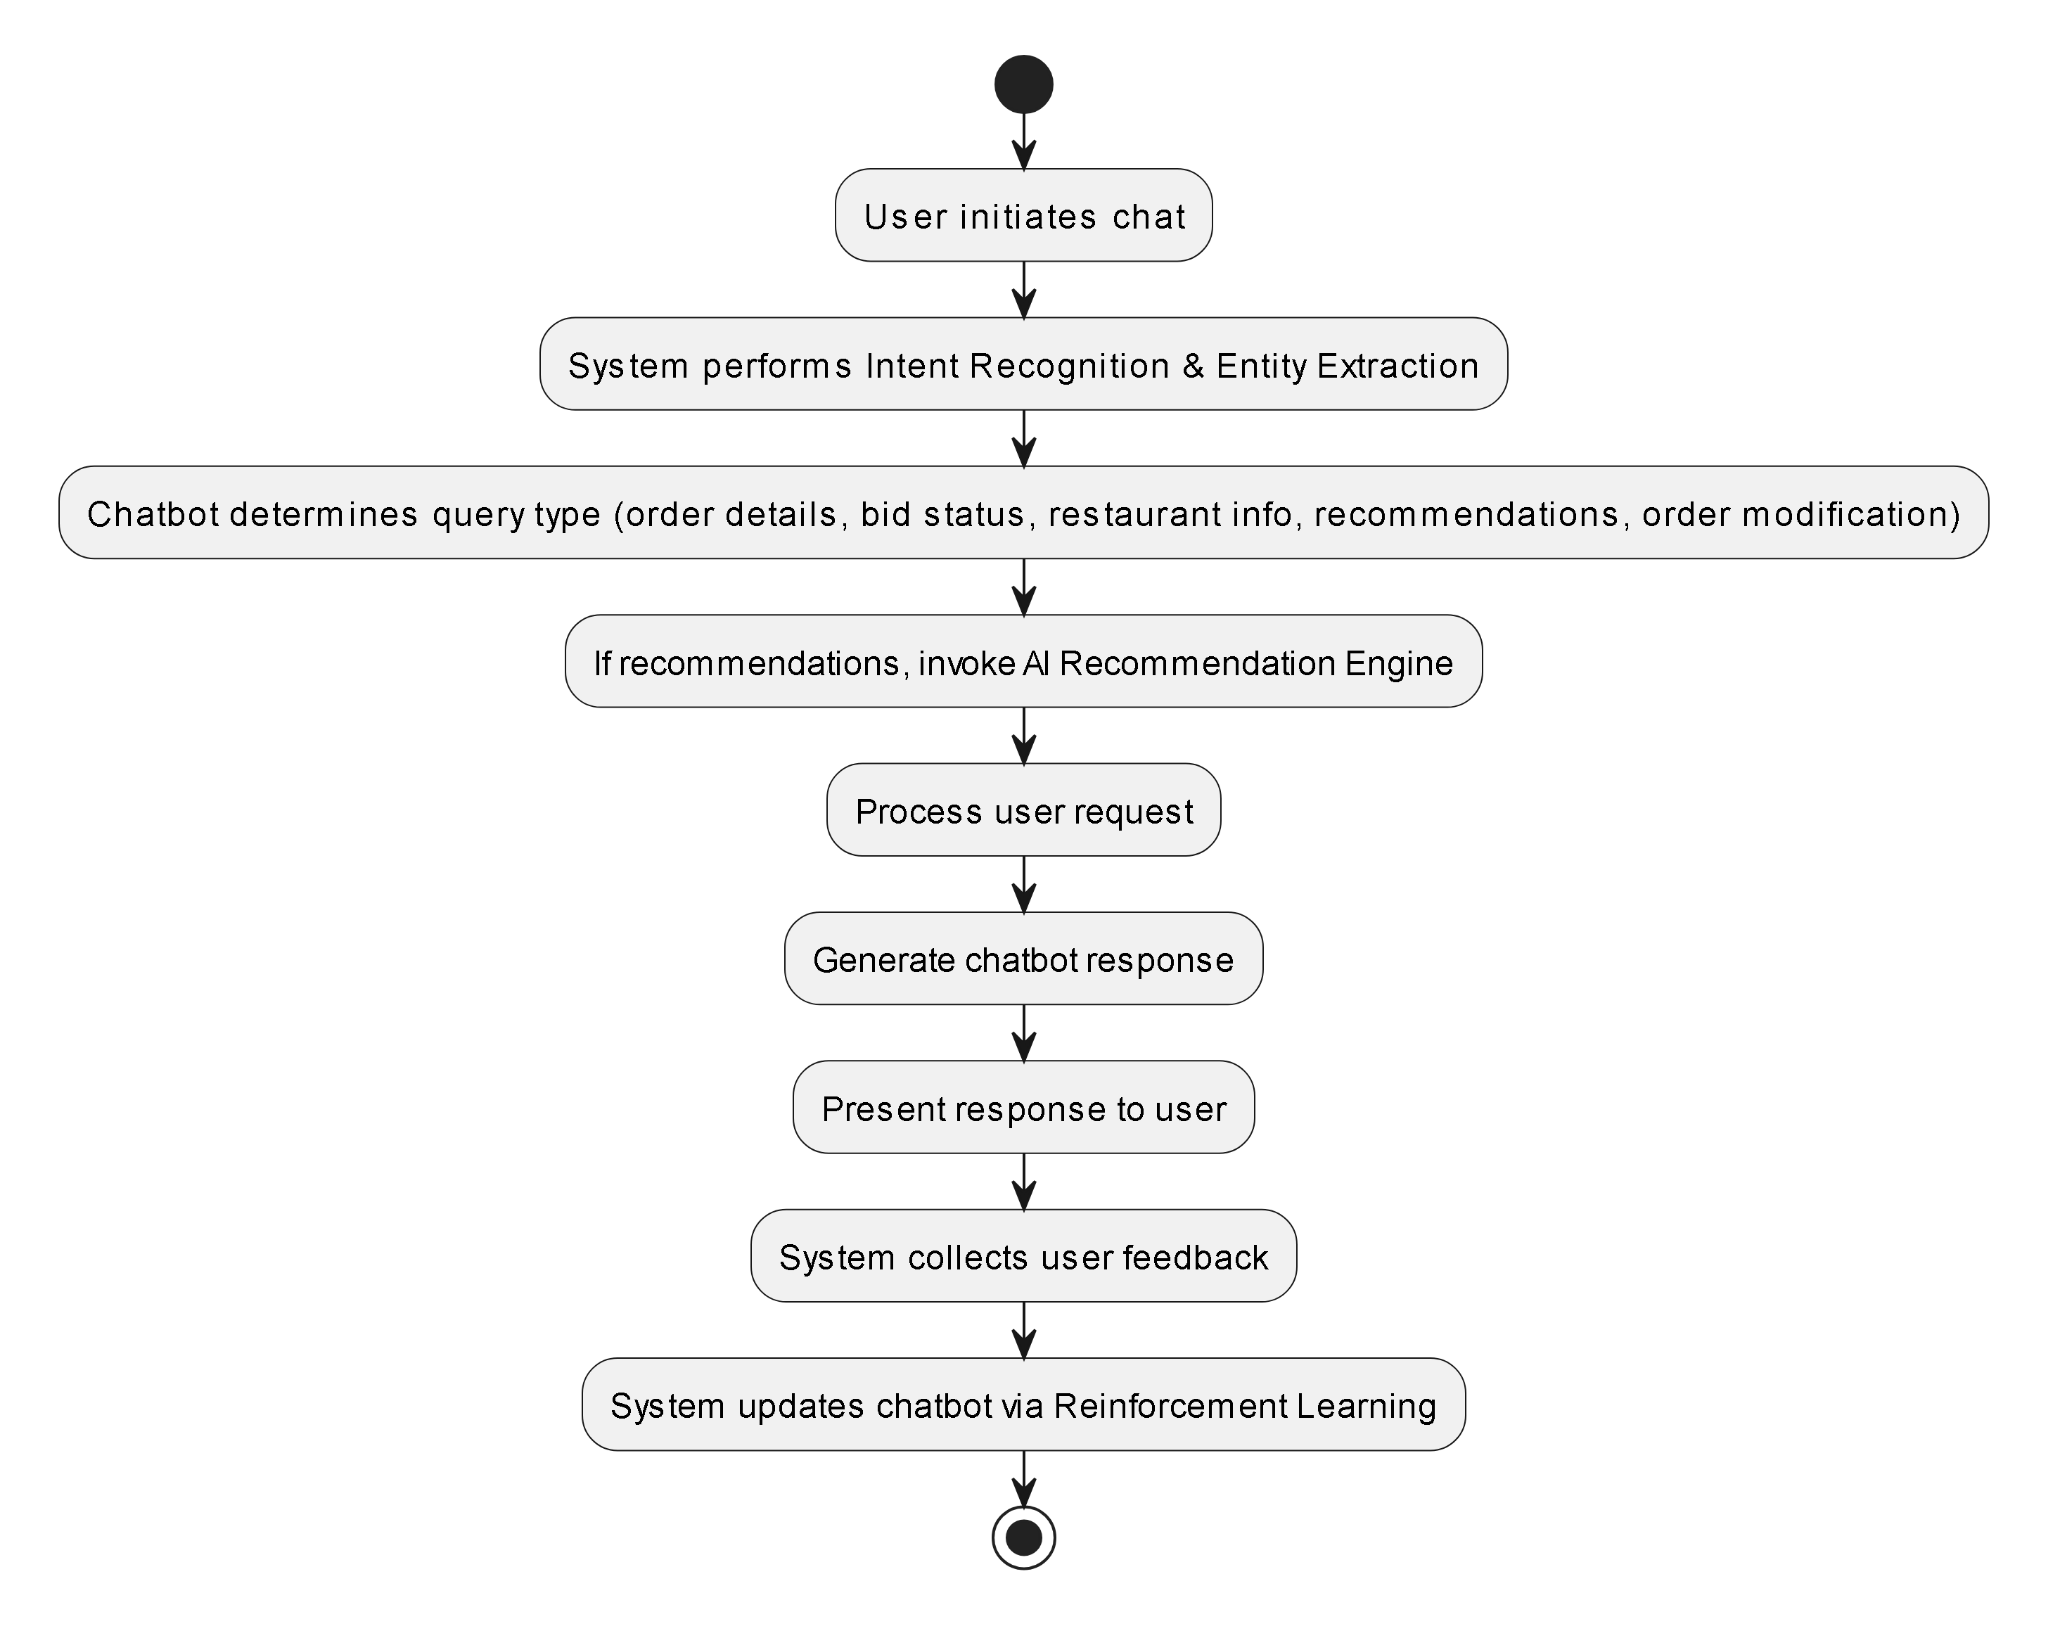 User initiates chat
System performs Intent Recognition & Entity Extraction
Chatbot determines query type (order details, bid status, restaurant info, recommendations, order modification)
If recommendations, invoke AI Recommendation Engine
Process user request
Generate chatbot response
Present response to user
System collects user feedback
System updates chatbot via Reinforcement Learning